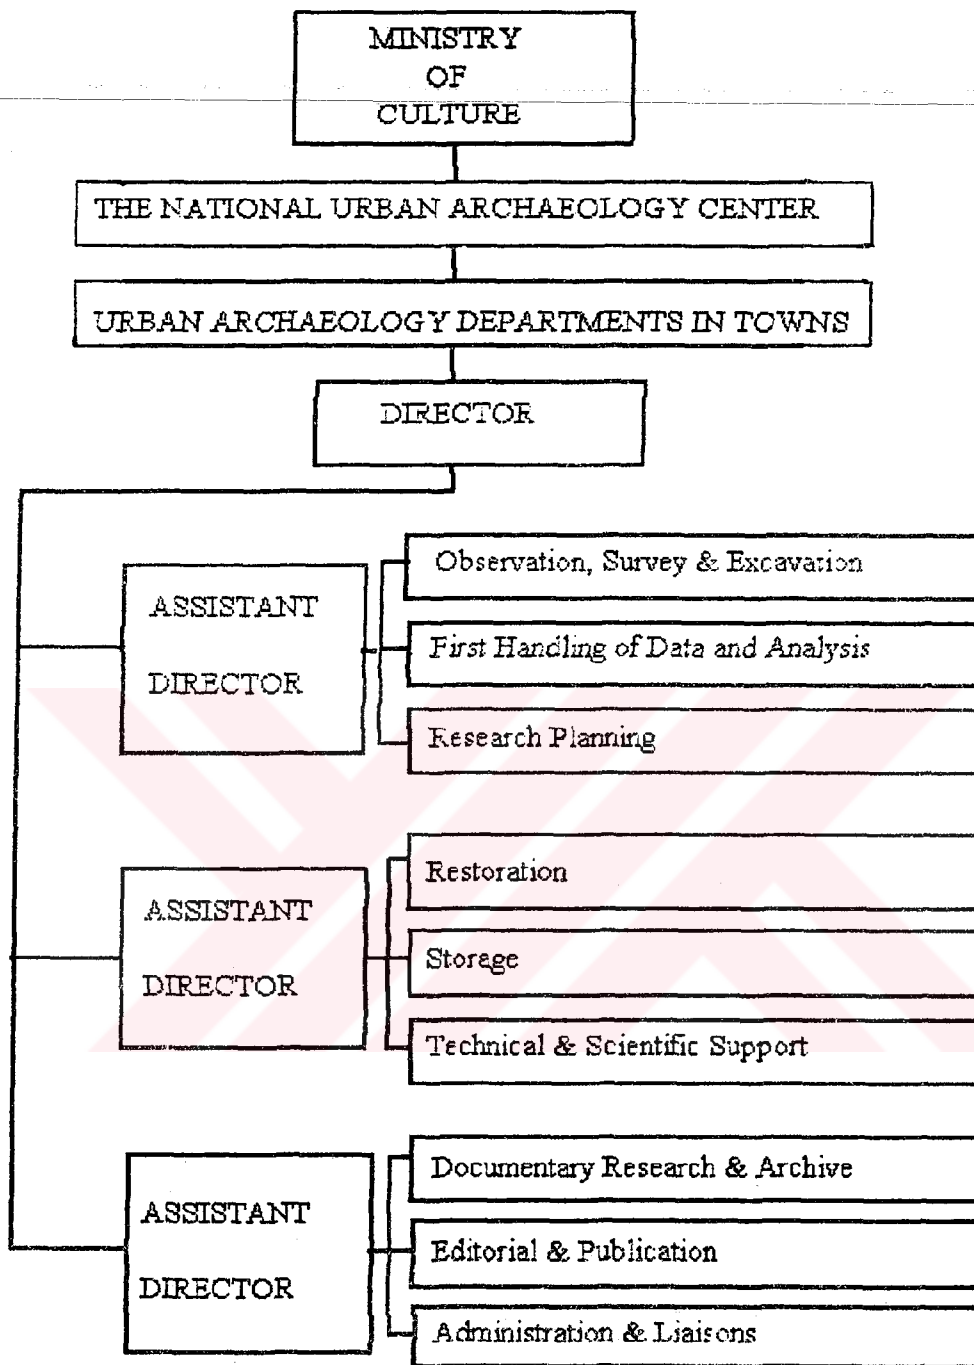 MINISTRY
OF
CULTURE
THE NATIONAL URBAN ARCHAEOLOGY CENTER
URBAN ARCHAEOLOGY DEPARTMENTS IN TOWNS
DIRECTOR
ASSISTANT
DIRECTOR
Observation, Survey & Excavation
First Handling of Data and Analysis
Research Planning
ASSISTANT
DIRECTOR
Restoration
Storage
Technical & Scientific Support
ASSISTANT
DIRECTOR
Documentary Research & Archive
Editorial & Publication
Administration & Liaisons